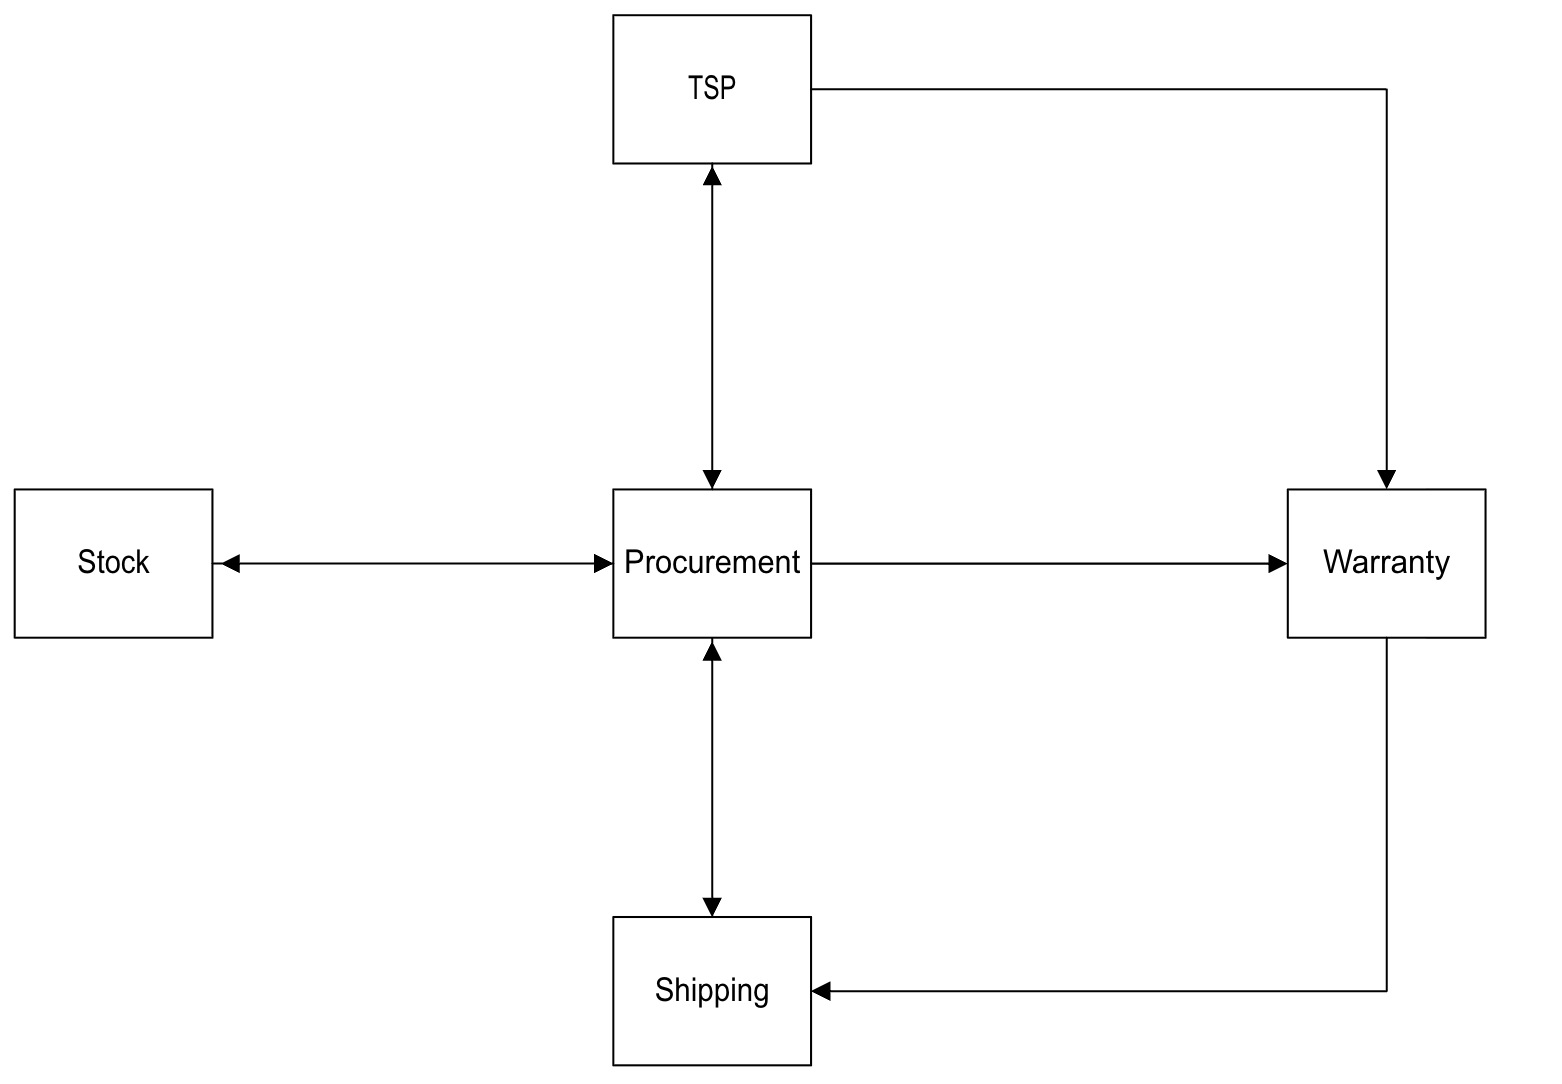 TSP
Stock
Procurement
Warranty
Shipping